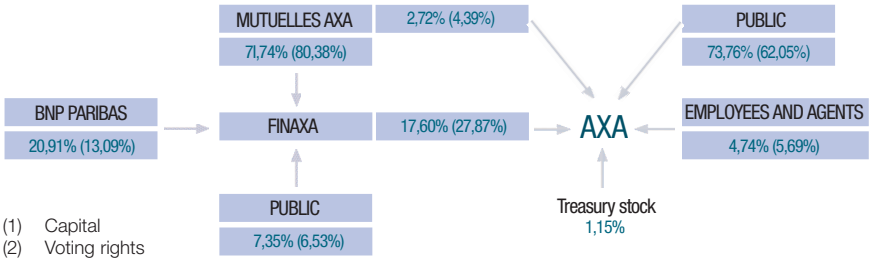 MUTUELLES AXA 2,72% (4,39%) PUBLIC
7I,74% (80,38%) 73,76% (62,05%)
BNP PARIBAS FINAXA 17,60% (27,87%) AXA EMPLOYEES AND AGENTS
20,91% (13,09%) 4,74% (5,69%)
PUBLIC Treasury stock
7,35% (6,53%) 1,15%
(1) Capital
(2) Voting rights